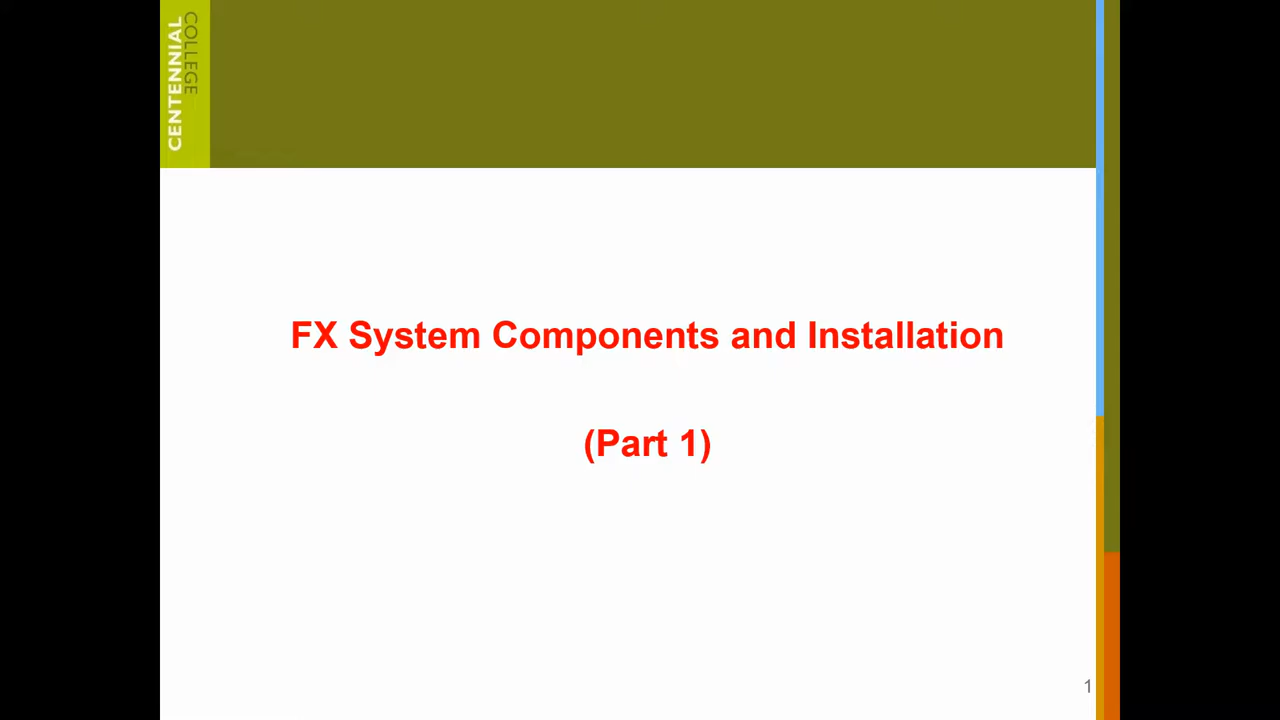 CENTENNIAL
COLLEGE
FX System Components and Installation
(Part 1)
1